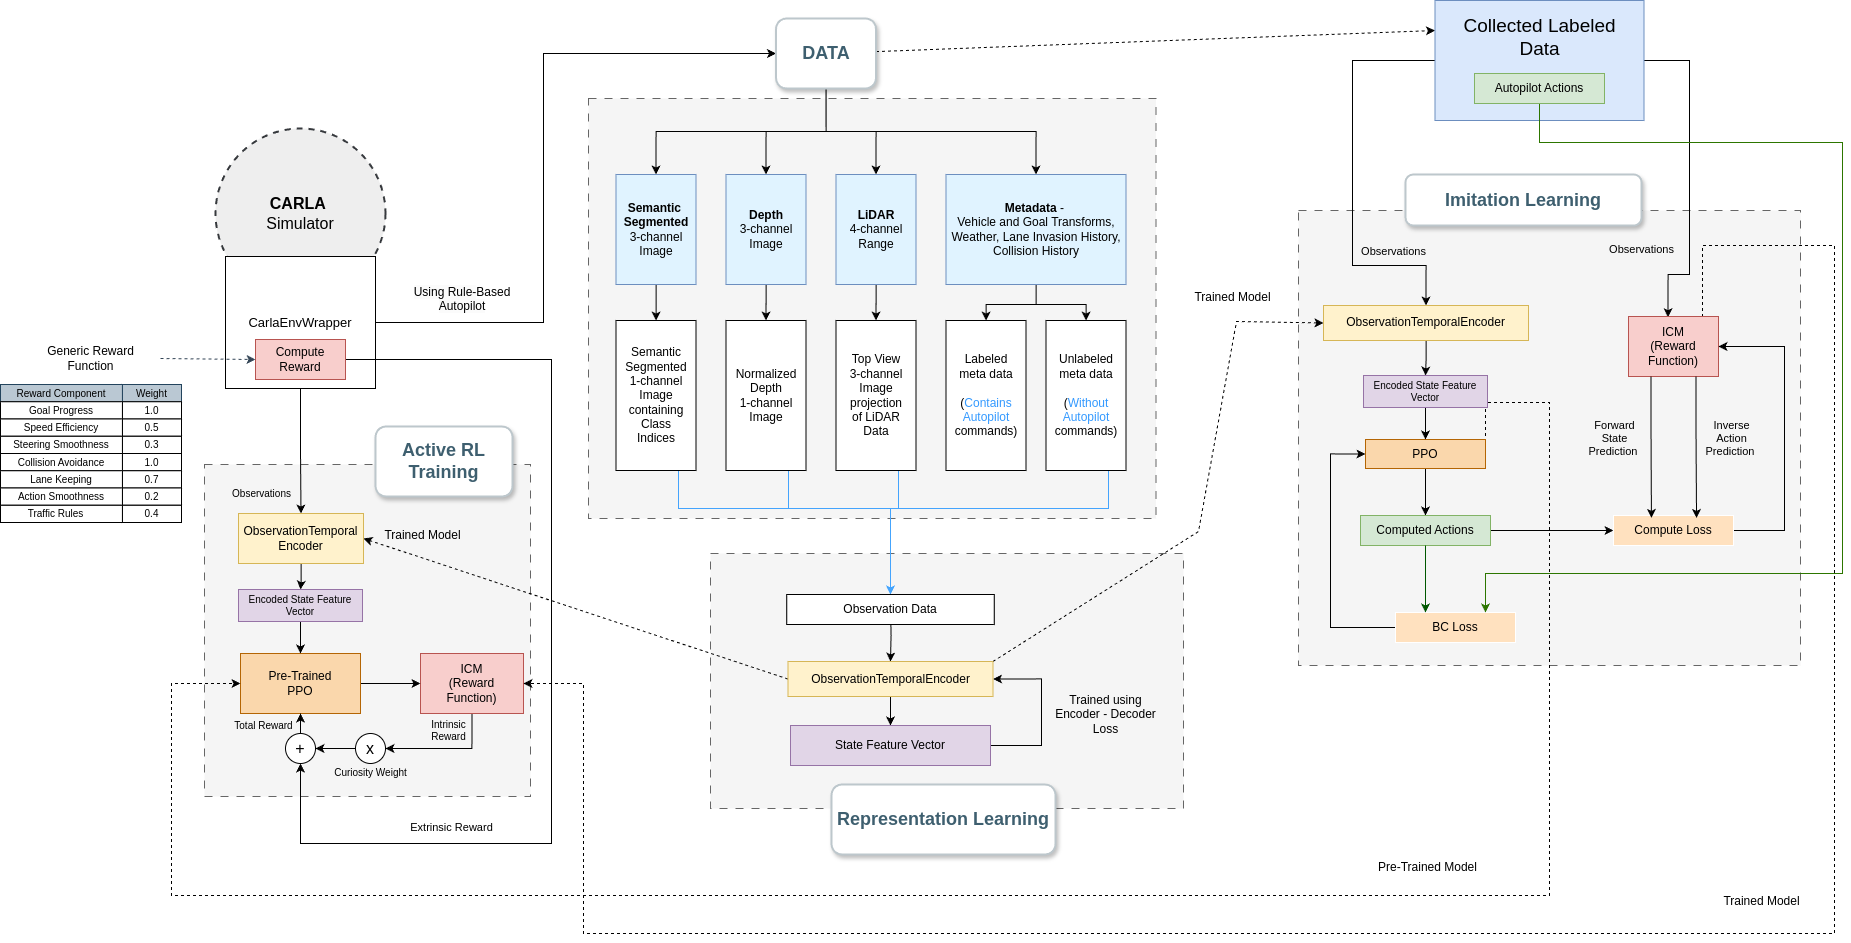 DATA
Collected Labeled
Data
Autopilot Actions
CARLA
Simulator
CarlaEnvWrapper
Compute
Reward
Using Rule-Based
Autopilot
Generic Reward
Function
Reward Component Weight
Goal Progress 1.0
Speed Efficiency 0.5
Steering Smoothness 0.3
Collision Avoidance 1.0
Lane Keeping 0.7
Action Smoothness 0.2
Traffic Rules 0.4
Semantic
Segmented
3-channel
Image
Depth
3-channel
Image
LiDAR
4-channel
Range
Metadata -
Vehicle and Goal Transforms,
Weather, Lane Invasion History,
Collision History
Semantic
Segmented
1-channel
Image
containing
Class
Indices
Normalized
Depth
1-channel
Image
Top View
3-channel
Image
projection
of LiDAR
Data
Labeled
meta data
(Contains
Autopilot
commands)
Unlabeled
meta data
(Without
Autopilot
commands)
Active RL
Training
Observations
ObservationTemporal
Encoder
Trained Model
Encoded State Feature
Vector
Pre-Trained
PPO
ICM
(Reward
Function)
Total Reward
Intrinsic
Reward
+
x
Curiosity Weight
Extrinsic Reward
Observation Data
ObservationTemporalEncoder
State Feature Vector
Trained using
Encoder - Decoder
Loss
Representation Learning
Imitation Learning
Observations
Observations
Trained Model
ObservationTemporalEncoder
ICM
(Reward
Function)
Encoded State Feature
Vector
PPO
Forward
State
Prediction
Inverse
Action
Prediction
Computed Actions
Compute Loss
BC Loss
Pre-Trained Model
Trained Model